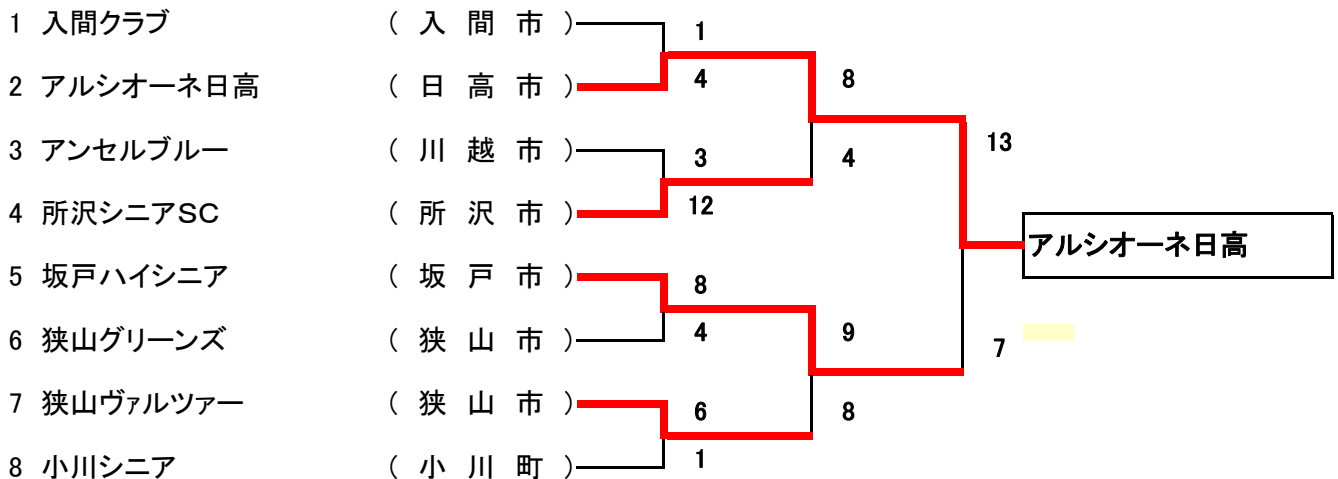 1 入間クラブ ( 入 間 市 )
1
2 アルシオーネ日高 ( 日 高 市 )
4
8
3 アンセルブルー ( 川 越 市 )
3
4
13
4 所沢シニアSC ( 所 沢 市 )
12
アルシオーネ日高
5 坂戸ハイシニア ( 坂 戸 市 )
8
6 狭山グリーンズ ( 狭 山 市 )
4
9
7
7 狭山ヴァルツァー ( 狭 山 市 )
6
8
8 小川シニア ( 小 川 町 )
1